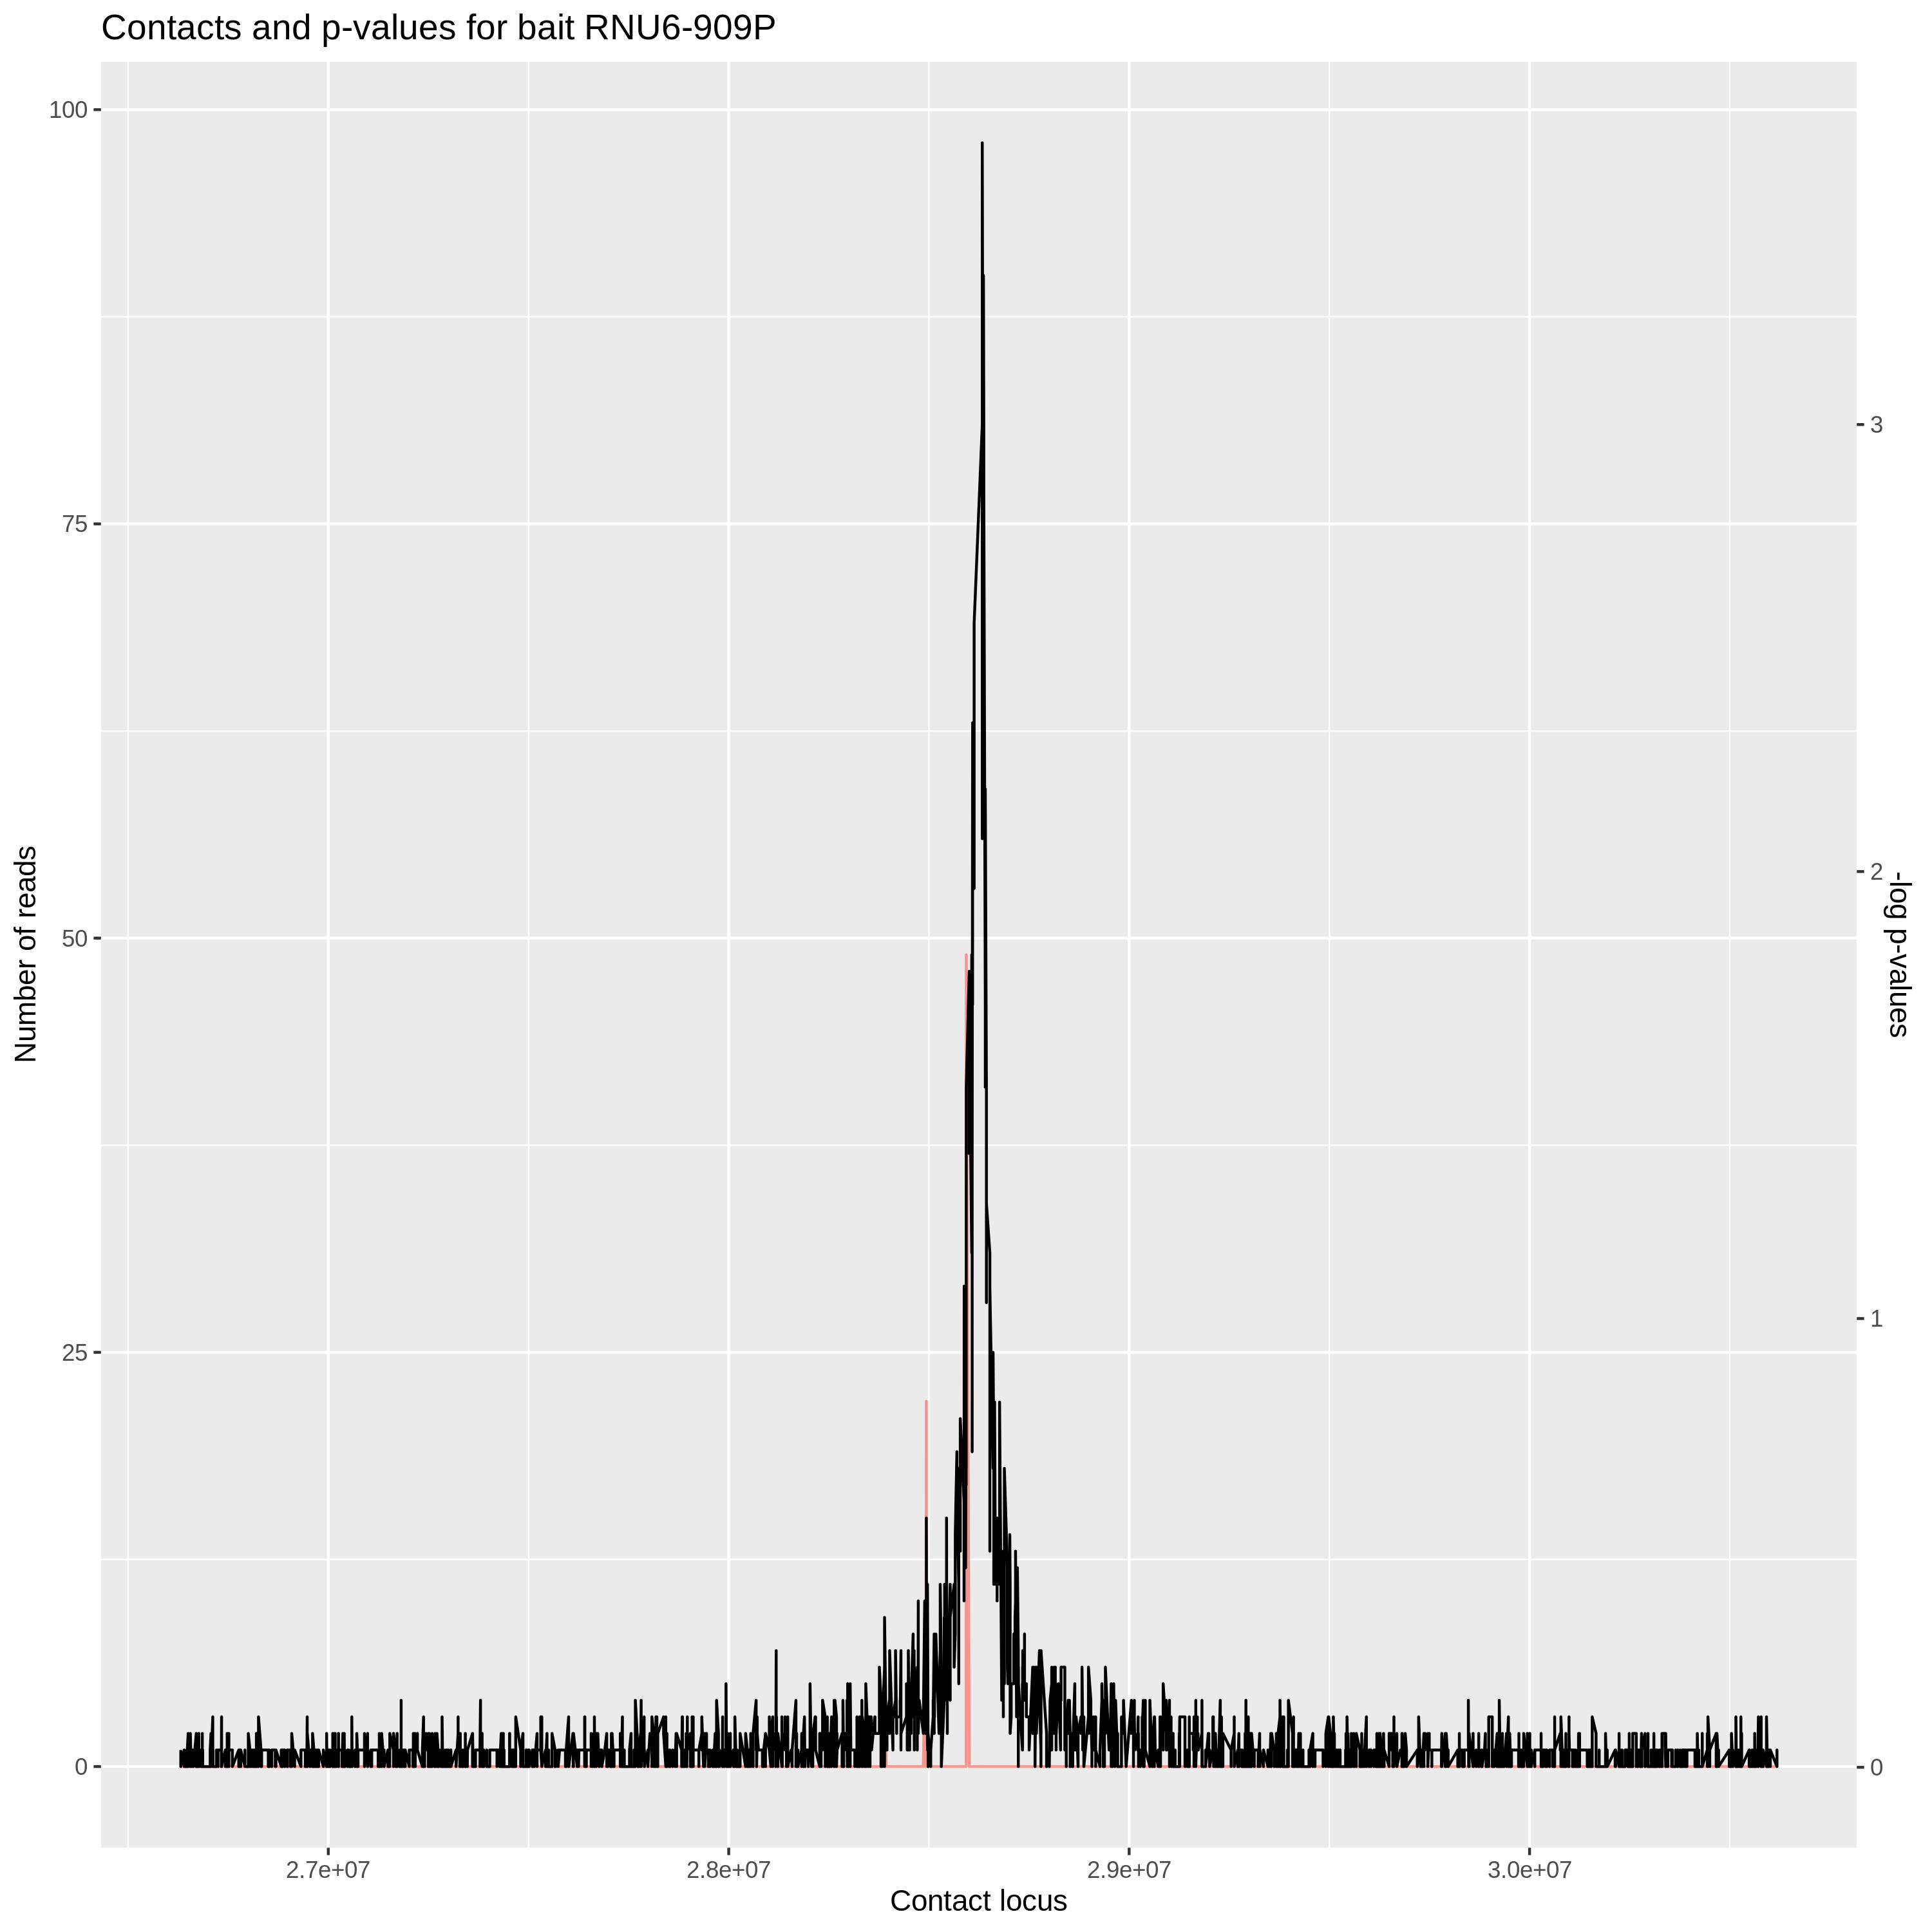 Contacts and p-values for bait RNU6-909P
100
75
50
25
0
Number of reads
3
2
1
0
-log p-values
2.7e+07
2.8e+07
2.9e+07
3.0e+07
Contact locus